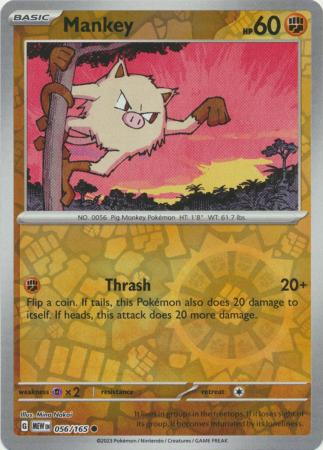 BASIC
Mankey
HP 60
NO. 0056 Pig Monkey Pokémon HT: 1'8" WT: 61.7 lbs.
Thrash 20+
Flip a coin. If tails, this Pokémon also does 20 damage to
itself. If heads, this attack does 20 more damage.
weakness ×2 resistance retreat
Illus. Mina Nakai
G MEW EN 056/165
It lives in groups in the treetops. If it loses sight of
its group, it becomes infuriated by its loneliness.
©2023 Pokémon / Nintendo / Creatures / GAME FREAK